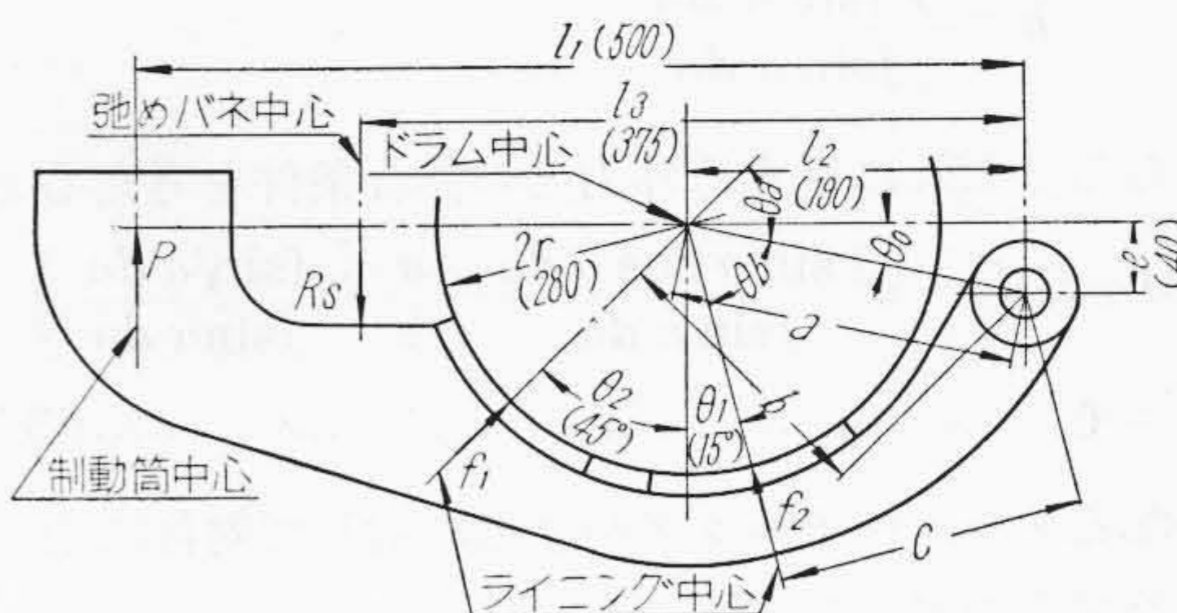 l₁ (500)
弛めバネ中心
l₃
(375)
ドラム中心
l₂
(190)
θa
θo
e
(40)
P
Rs
2r
(280)
θb
a
b
θ₂
(45°)
θ₁
(15°)
f₁
f₂
C
制動筒中心
ライニング中心